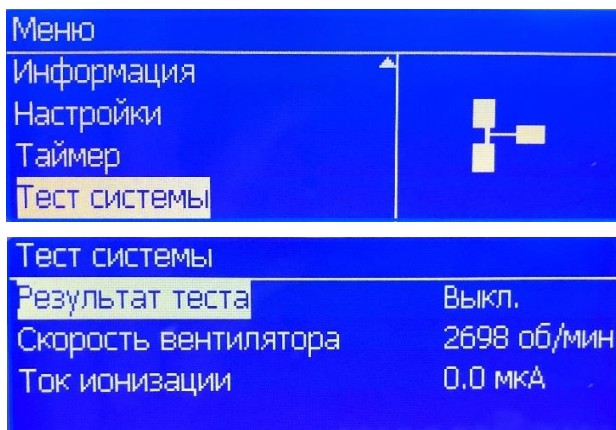 Меню
Информация
Настройки
Таймер
Тест системы
Тест системы
Результат теста Выкл.
Скорость вентилятора 2698 об/мин
Ток ионизации 0.0 мкА